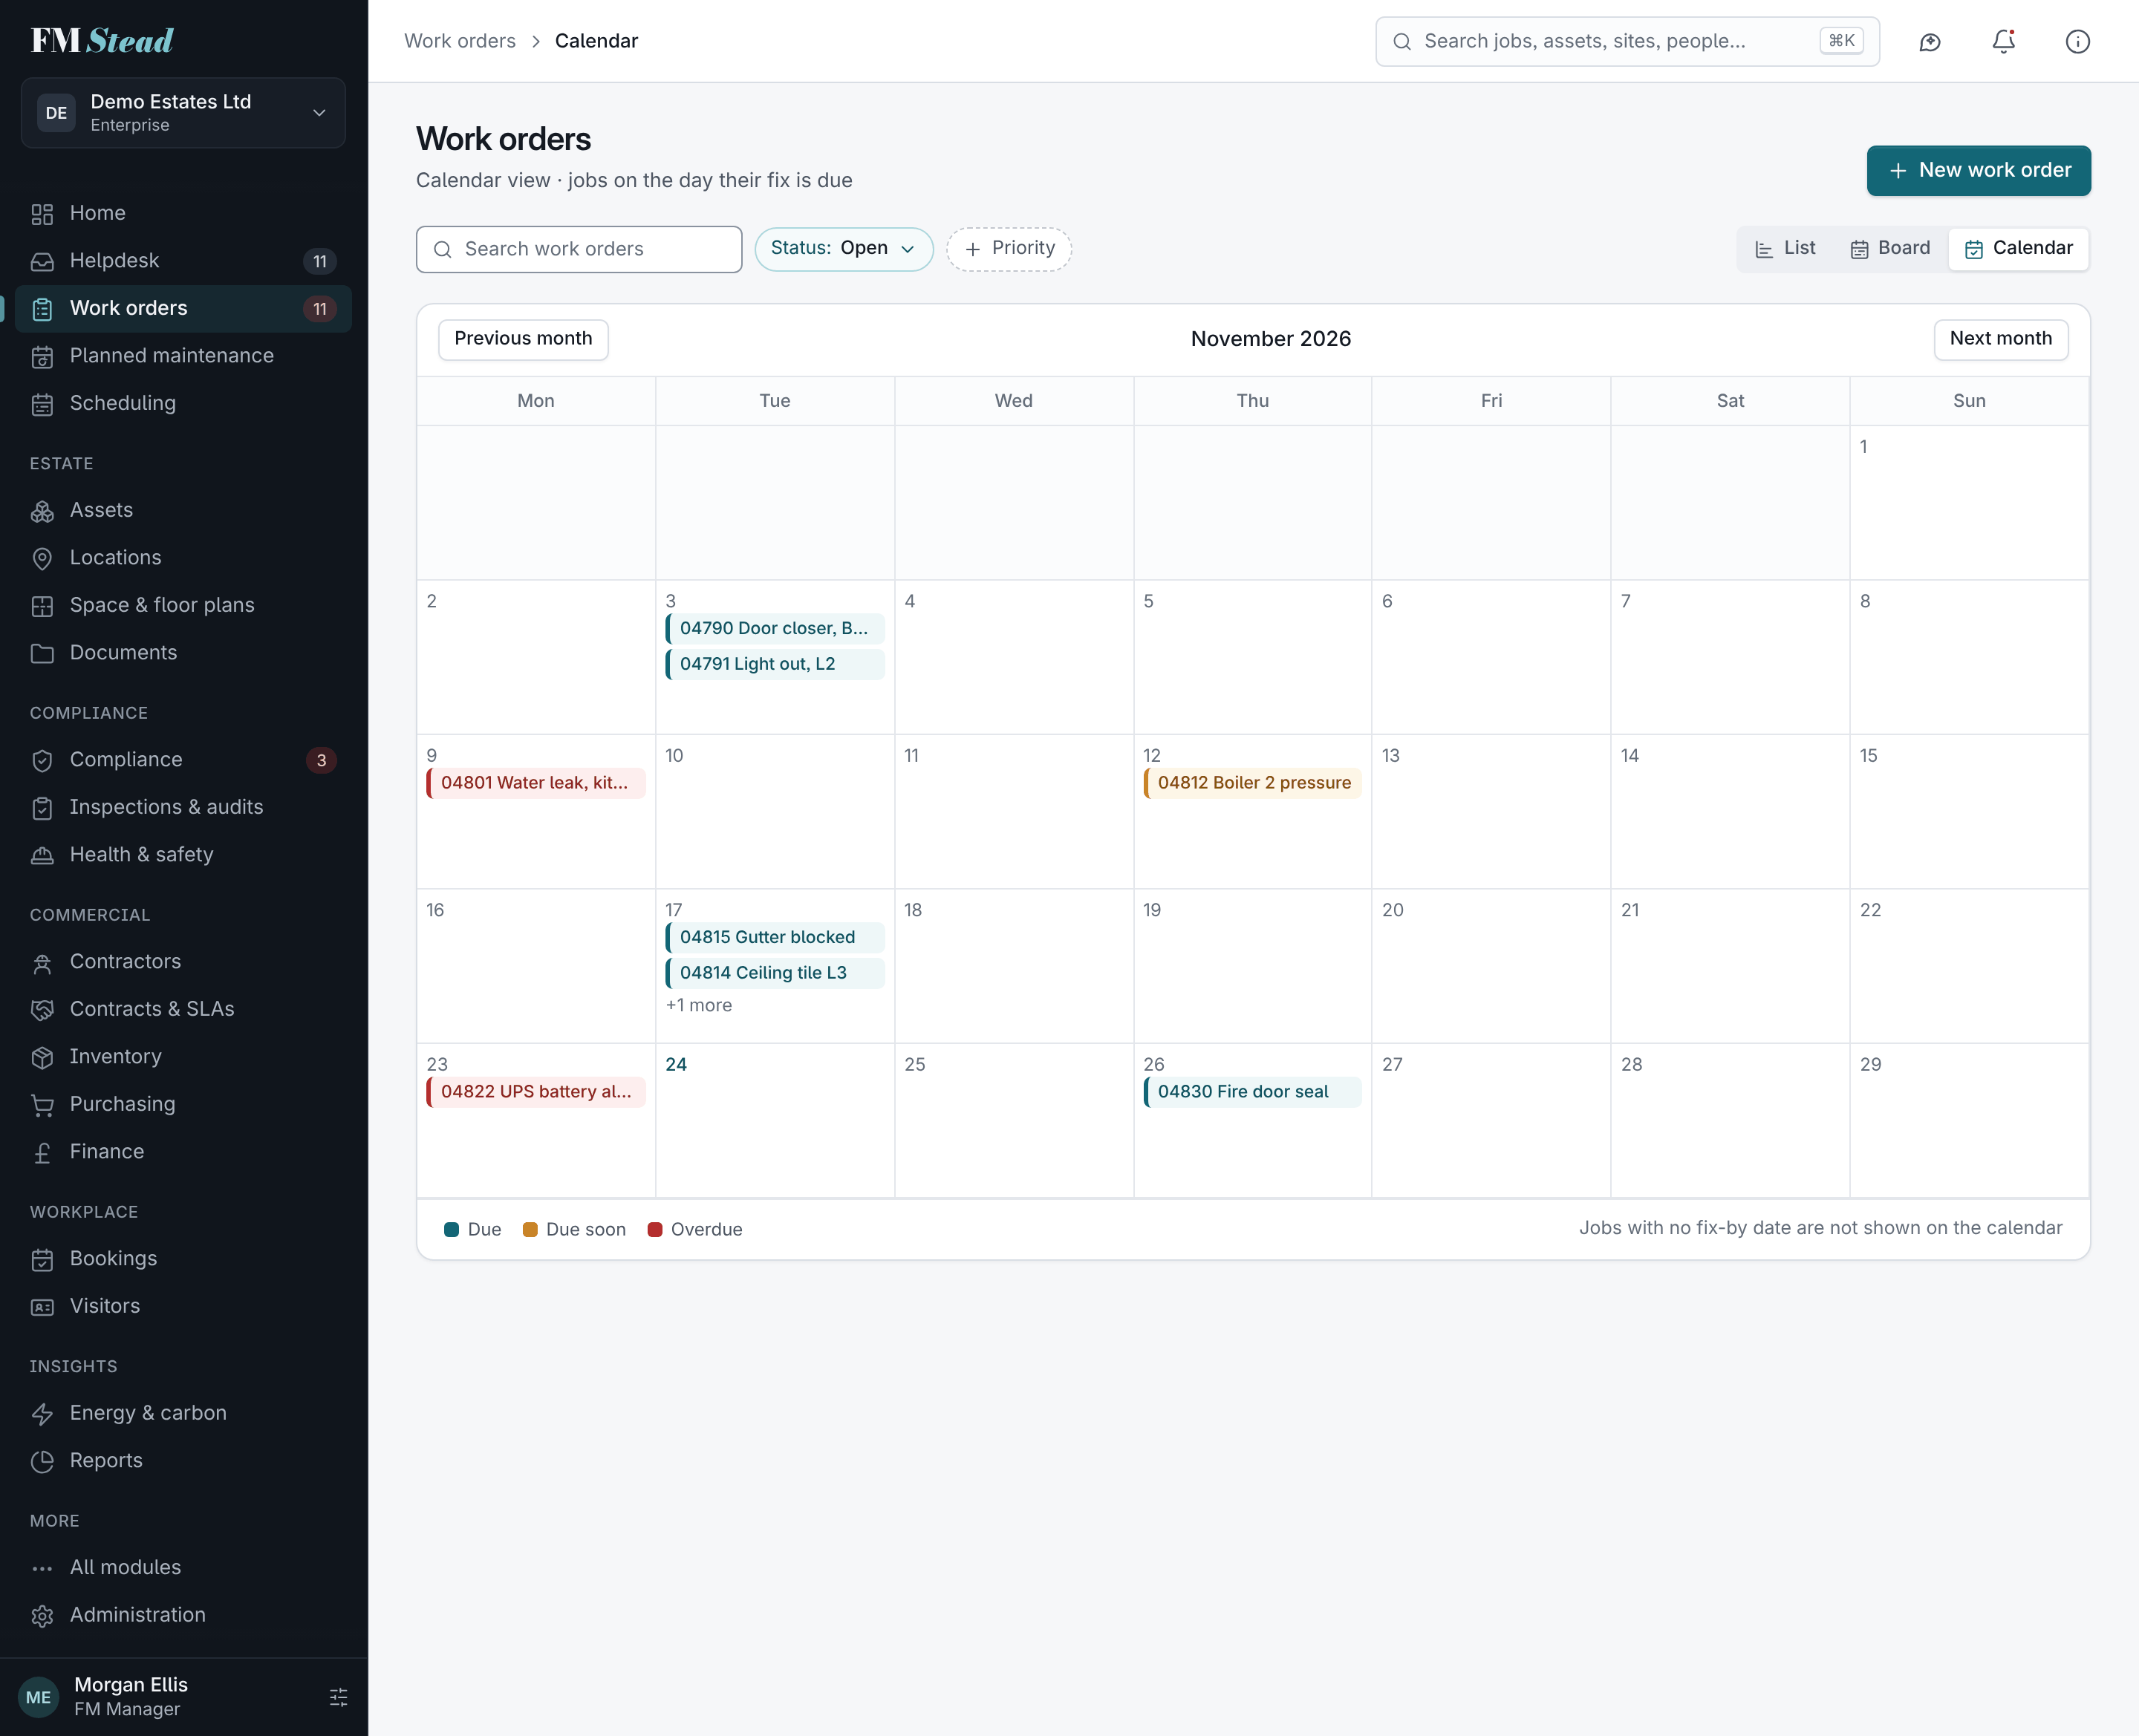 FM Stead
DE
Demo Estates Ltd
Enterprise
Home
Helpdesk 11
Work orders 11
Planned maintenance
Scheduling
ESTATE
Assets
Locations
Space & floor plans
Documents
COMPLIANCE
Compliance 3
Inspections & audits
Health & safety
COMMERCIAL
Contractors
Contracts & SLAs
Inventory
Purchasing
Finance
WORKPLACE
Bookings
Visitors
INSIGHTS
Energy & carbon
Reports
MORE
All modules
Administration
ME
Morgan Ellis
FM Manager
Work orders > Calendar
Search jobs, assets, sites, people... ⌘K
Work orders
Calendar view · jobs on the day their fix is due
New work order
Search work orders
Status: Open
Priority
List Board Calendar
Previous month November 2026 Next month
Mon Tue Wed Thu Fri Sat Sun
1
2 3 4 5 6 7 8
04790 Door closer, B...
04791 Light out, L2
9 10 11 12 13 14 15
04801 Water leak, kit... 04812 Boiler 2 pressure
16 17 18 19 20 21 22
04815 Gutter blocked
04814 Ceiling tile L3
+1 more
23 24 25 26 27 28 29
04822 UPS battery al... 04830 Fire door seal
Due Due soon Overdue Jobs with no fix-by date are not shown on the calendar